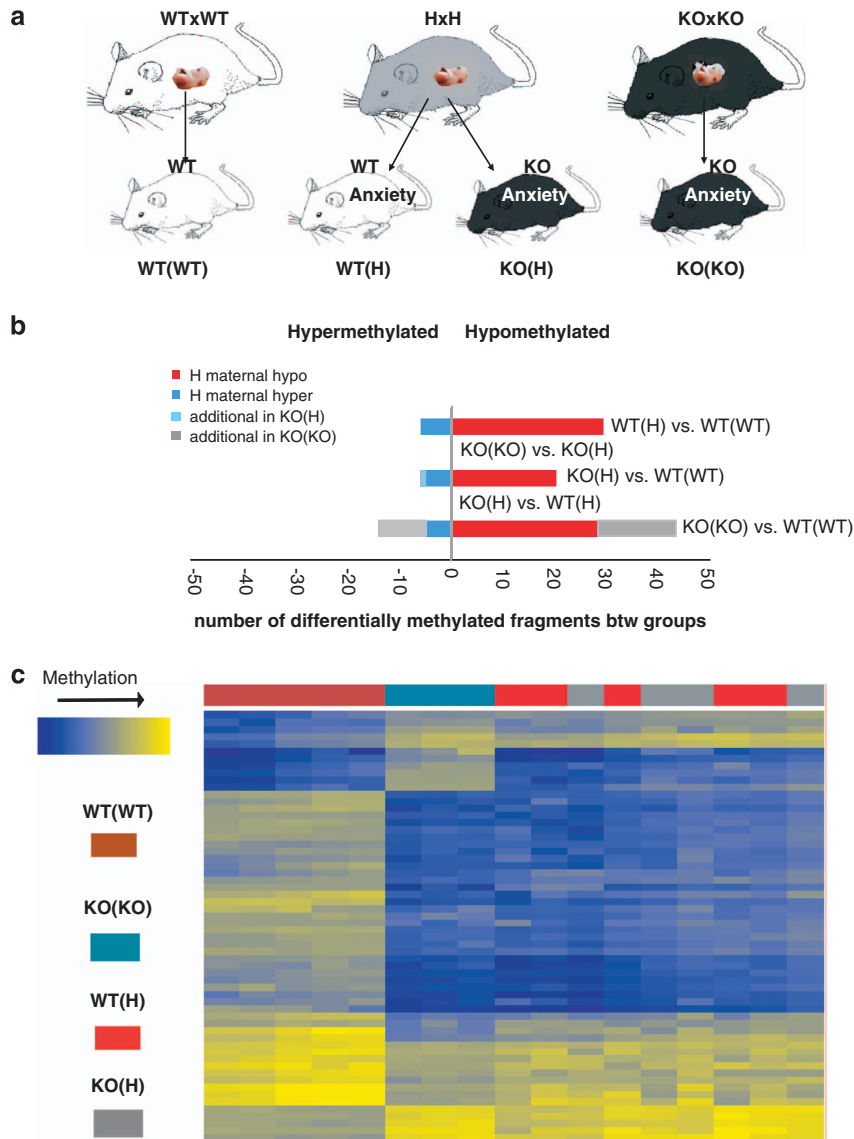 a
WTxWT
HxH
KOxKO
WT
WT
KO
KO
Anxiety
Anxiety
Anxiety
WT(WT)
WT(H)
KO(H)
KO(KO)
b
Hypermethylated
Hypomethylated
H maternal hypo
H maternal hyper
additional in KO(H)
additional in KO(KO)
WT(H) vs. WT(WT)
KO(KO) vs. KO(H)
KO(H) vs. WT(WT)
KO(H) vs. WT(H)
KO(KO) vs. WT(WT)
-50
-40
-30
-20
-10
0
10
20
30
40
50
number of differentially methylated fragments btw groups
c
Methylation
WT(WT)
KO(KO)
WT(H)
KO(H)